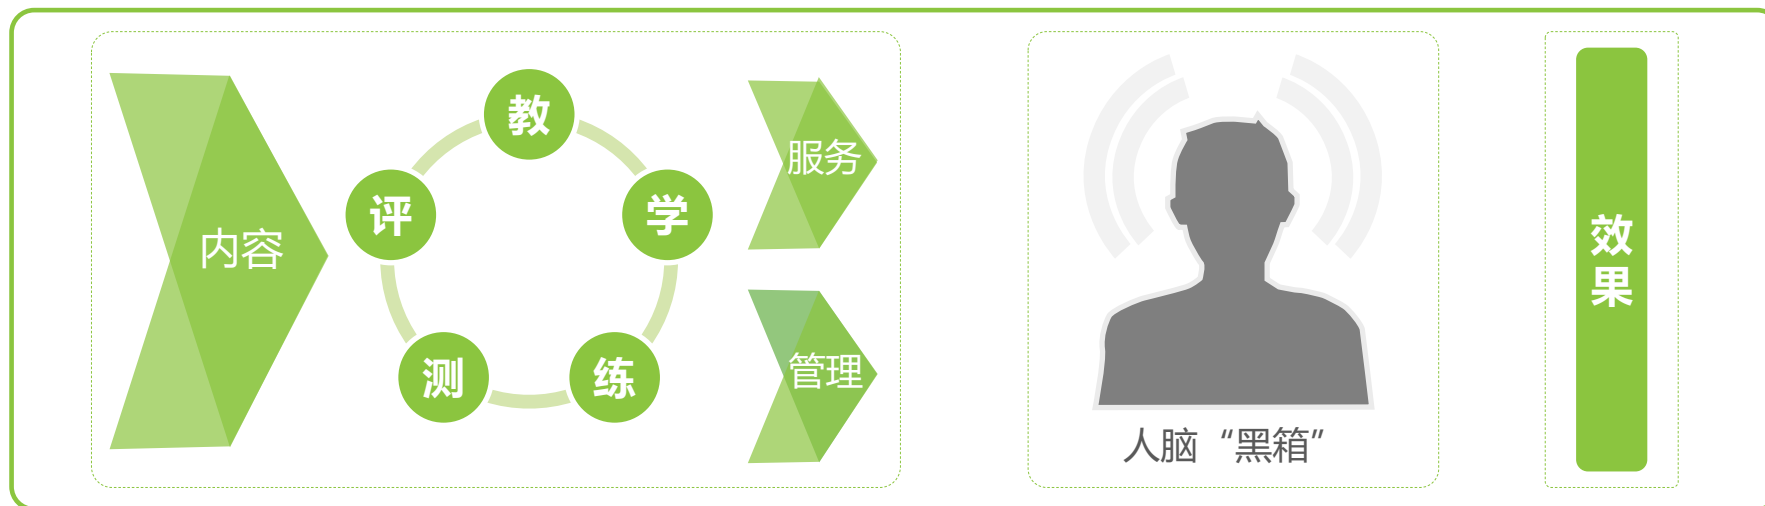 内容
教
学
练
测
评
服务
管理
人脑“黑箱”
效
果